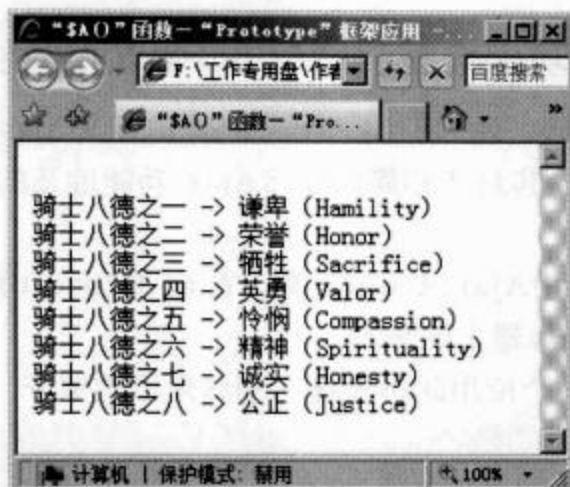 “$A()”函数—“Prototype”框架应用 -...
F:\工作专用盘\作者
百度搜索
“$A()”函数—“Pro...
骑士八德之一 -> 谦卑 (Hamility)
骑士八德之二 -> 荣誉 (Honor)
骑士八德之三 -> 牺牲 (Sacrifice)
骑士八德之四 -> 英勇 (Valor)
骑士八德之五 -> 怜悯 (Compassion)
骑士八德之六 -> 精神 (Spirituality)
骑士八德之七 -> 诚实 (Honesty)
骑士八德之八 -> 公正 (Justice)
计算机 | 保护模式: 禁用
100%